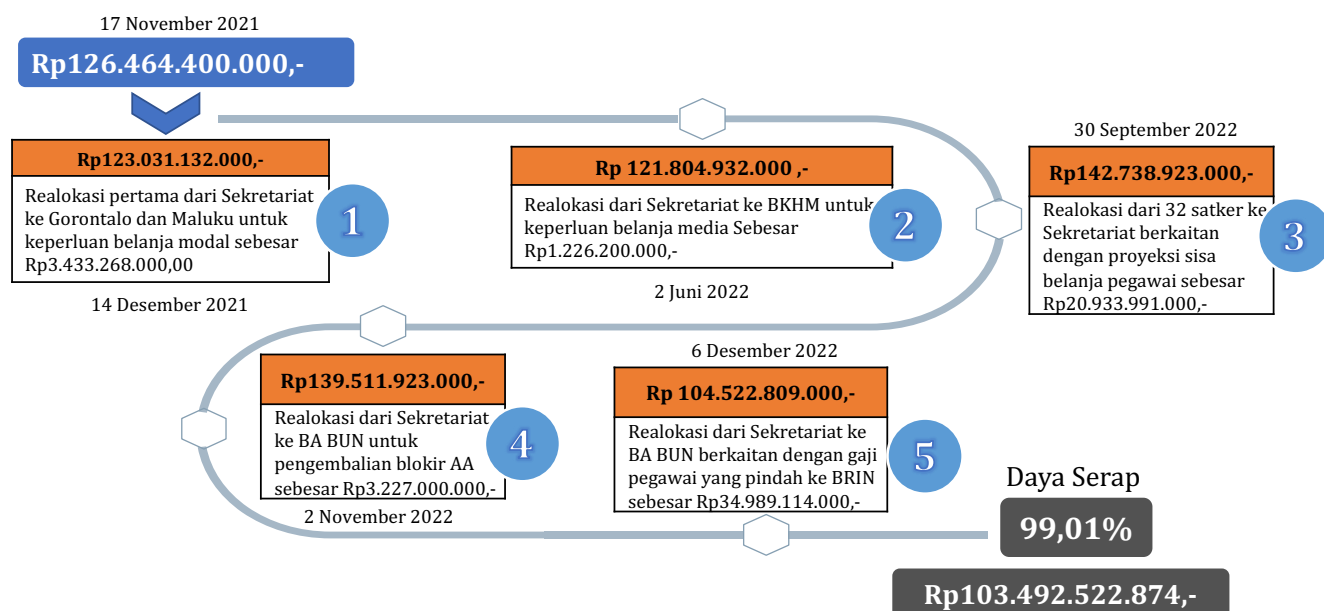 17 November 2021
Rp126.464.400.000,-
Rp123.031.132.000,-
Realokasi pertama dari Sekretariat
ke Gorontalo dan Maluku untuk
keperluan belanja modal sebesar
Rp3.433.268.000,00
1
14 Desember 2021
Rp 121.804.932.000 ,-
Realokasi dari Sekretariat ke BKHM untuk
keperluan belanja media Sebesar
Rp1.226.200.000,-
2
2 Juni 2022
30 September 2022
Rp142.738.923.000,-
Realokasi dari 32 satker ke
Sekretariat berkaitan
dengan proyeksi sisa
belanja pegawai sebesar
Rp20.933.991.000,-
3
Rp139.511.923.000,-
Realokasi dari Sekretariat
ke BA BUN untuk
pengembalian blokir AA
sebesar Rp3.227.000.000,-
4
2 November 2022
6 Desember 2022
Rp 104.522.809.000,-
Realokasi dari Sekretariat ke
BA BUN berkaitan dengan gaji
pegawai yang pindah ke BRIN
sebesar Rp34.989.114.000,-
5
Daya Serap
99,01%
Rp103.492.522.874,-